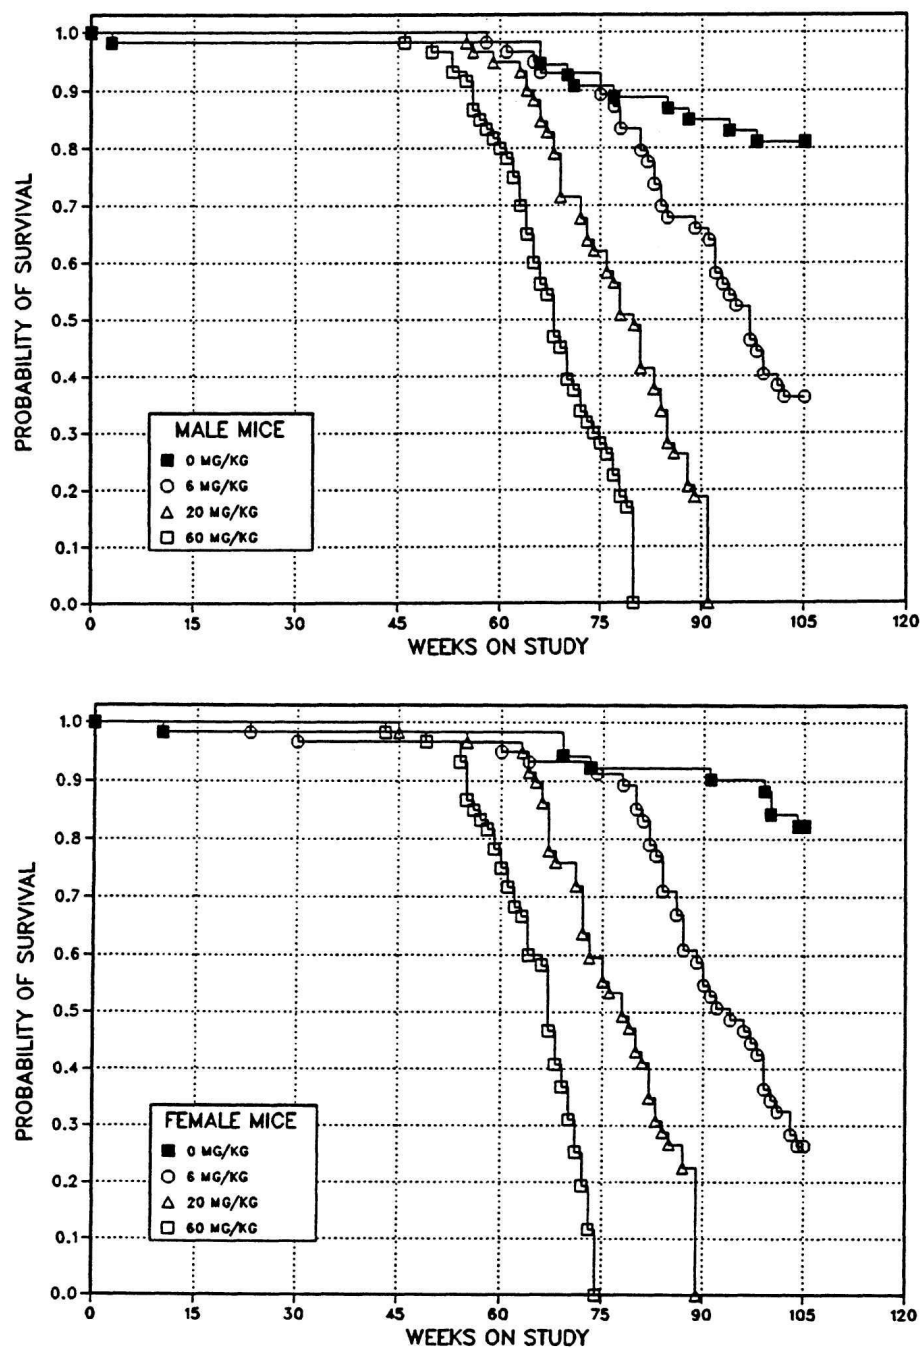 1.0
0.9
0.8
0.7
0.6
0.5
0.4
0.3
0.2
0.1
0.0
PROBABILITY OF SURVIVAL
MALE MICE
0 MG/KG
6 MG/KG
20 MG/KG
60 MG/KG
0 15 30 45 60 75 90 105 120
WEEKS ON STUDY
1.0
0.9
0.8
0.7
0.6
0.5
0.4
0.3
0.2
0.1
0.0
PROBABILITY OF SURVIVAL
FEMALE MICE
0 MG/KG
6 MG/KG
20 MG/KG
60 MG/KG
0 15 30 45 60 75 90 105 120
WEEKS ON STUDY